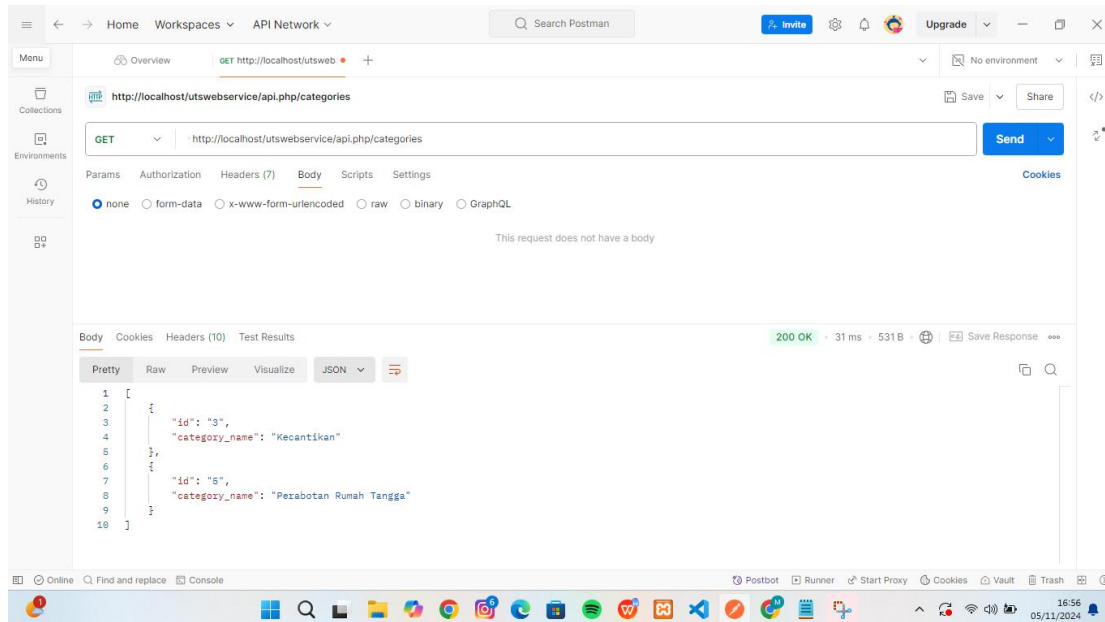 Home Workspaces API Network Search Postman Invite Upgrade
Menu Overview GET http://localhost/utsweb No environment
Collections
Environments
History
HTTP http://localhost/utswebservice/api.php/categories Save Share
GET http://localhost/utswebservice/api.php/categories Send
Params Authorization Headers (7) Body Scripts Settings Cookies
none form-data x-www-form-urlencoded raw binary GraphQL
This request does not have a body
Body Cookies Headers (10) Test Results 200 OK 31 ms 531 B Save Response
Pretty Raw Preview Visualize JSON
1 [
2 {
3 "id": "3",
4 "category_name": "Kecantikan"
5 },
6 {
7 "id": "5",
8 "category_name": "Perabotan Rumah Tangga"
9 }
10 ]
Online Find and replace Console Postbot Runner Start Proxy Cookies Vault Trash
16:56
05/11/2024